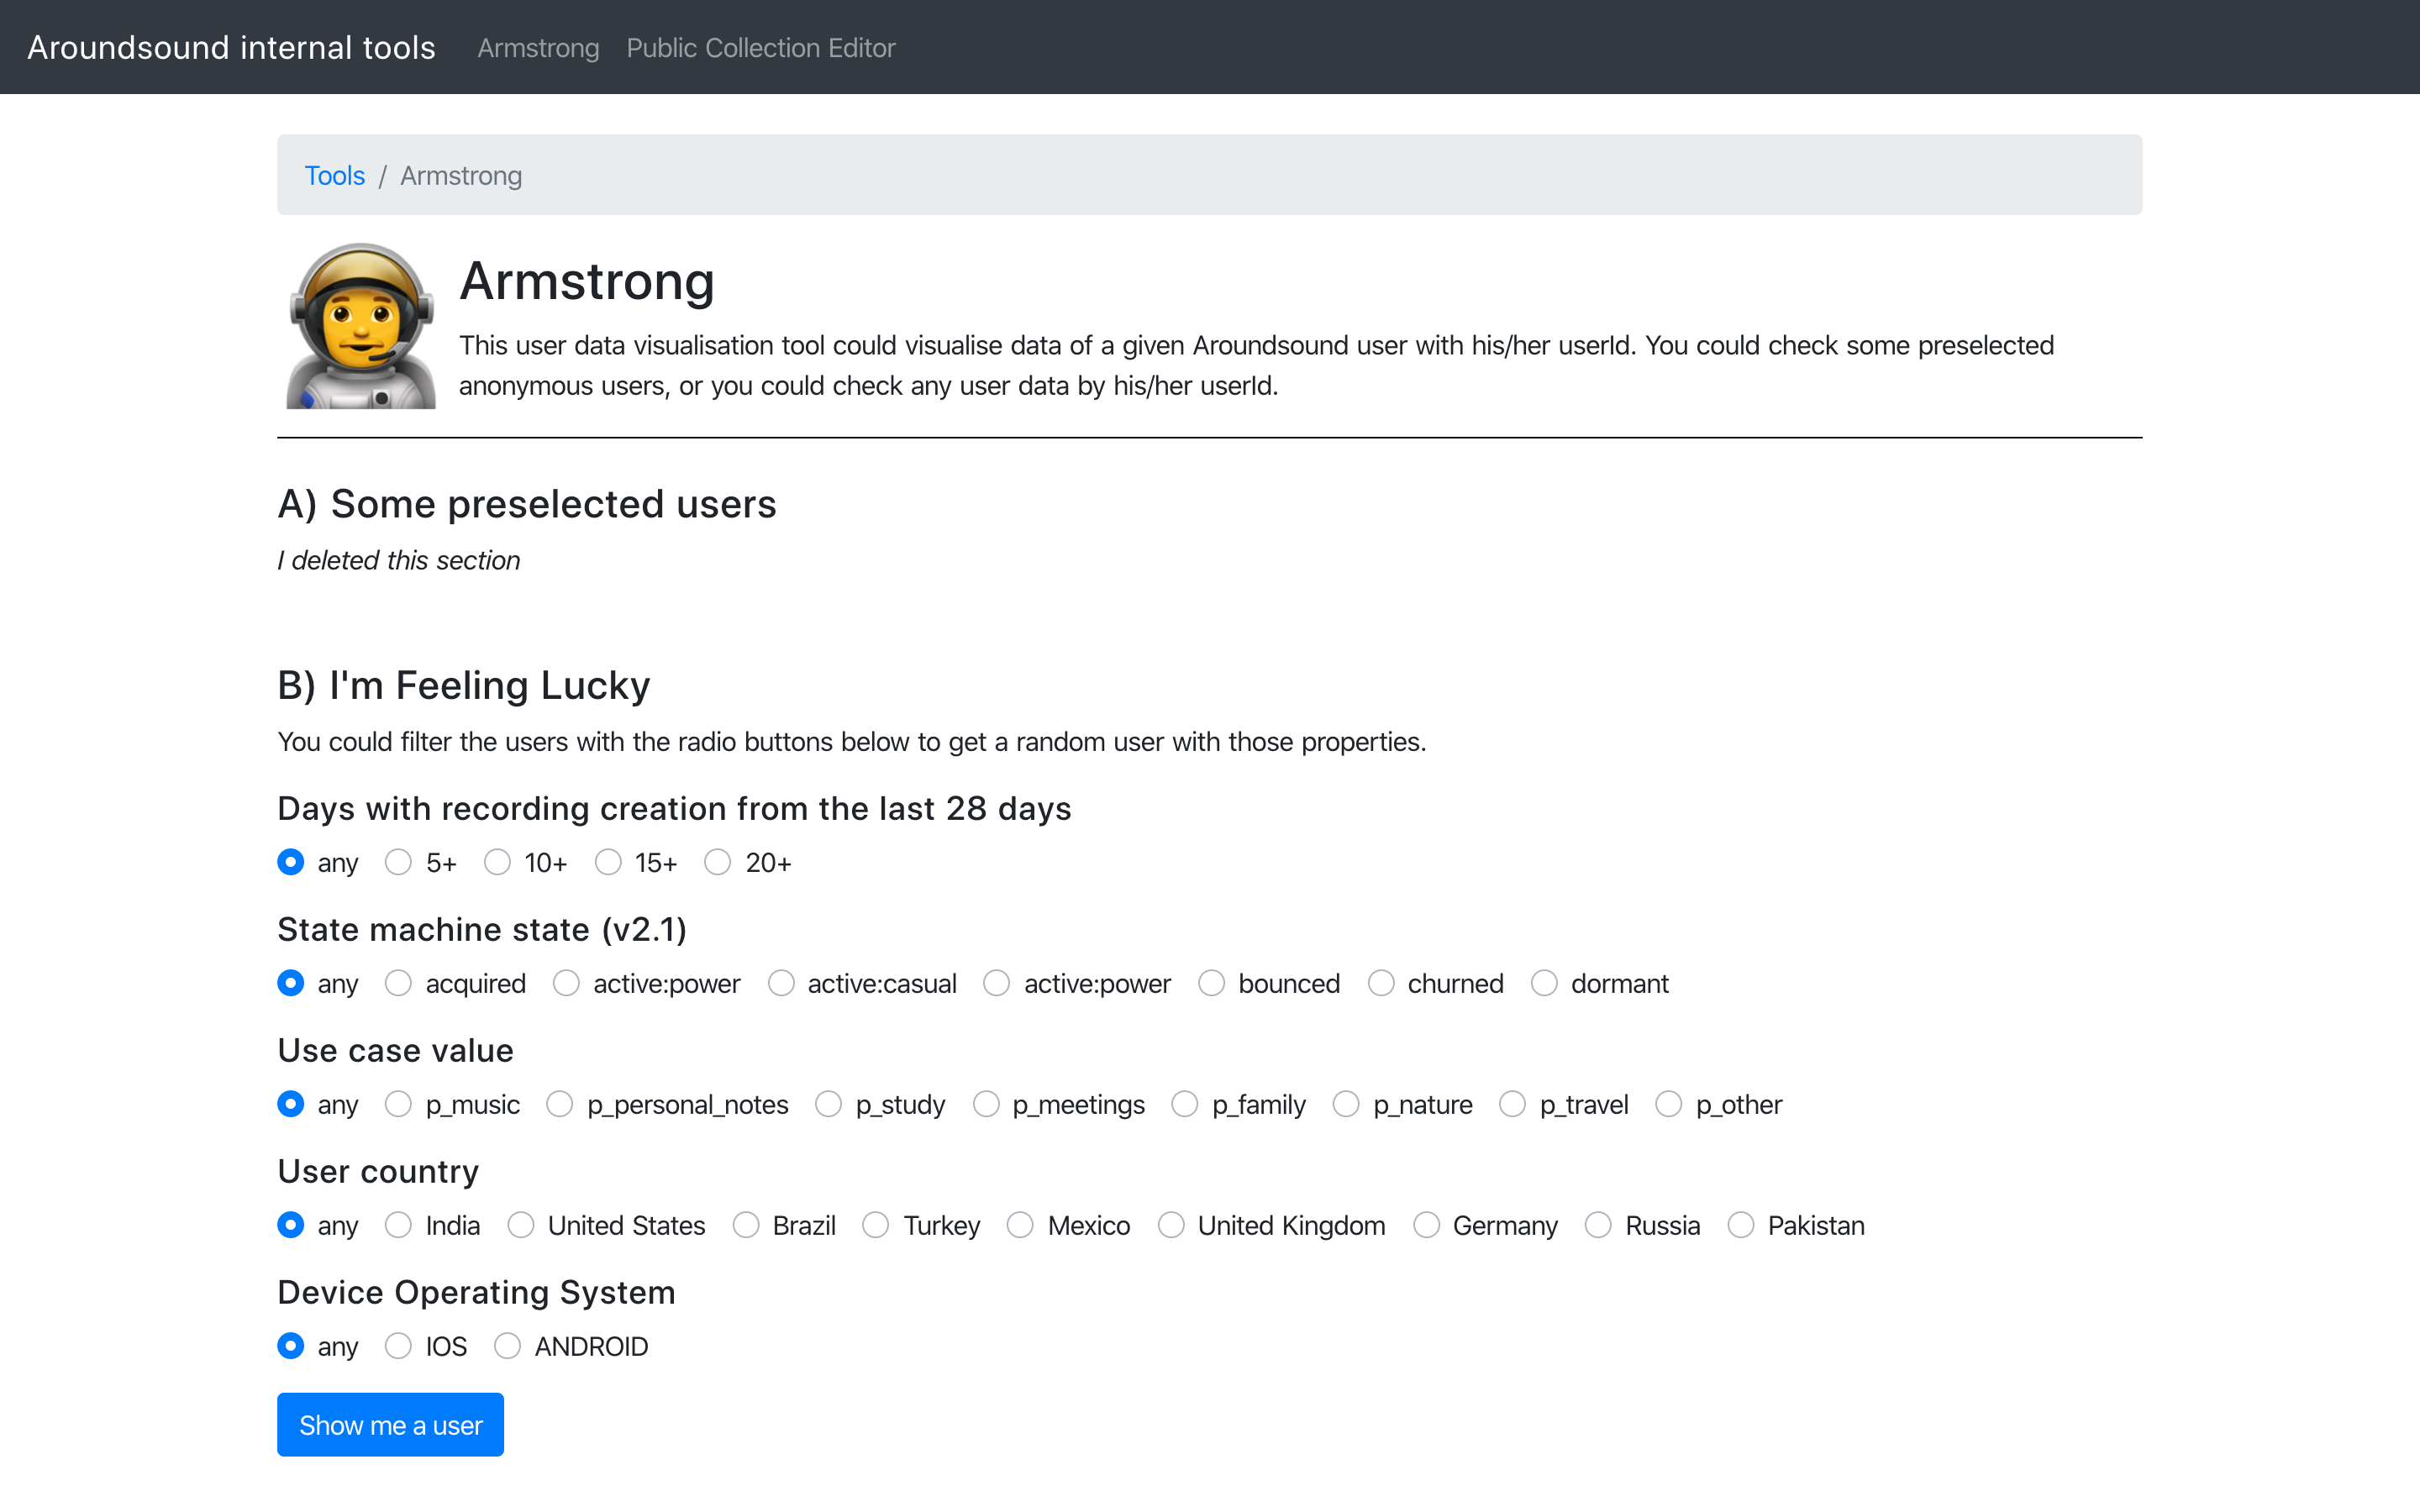 Aroundsound internal tools Armstrong Public Collection Editor
Tools / Armstrong
Armstrong
This user data visualisation tool could visualise data of a given Aroundsound user with his/her userId. You could check some preselected
anonymous users, or you could check any user data by his/her userId.
A) Some preselected users
I deleted this section
B) I'm Feeling Lucky
You could filter the users with the radio buttons below to get a random user with those properties.
Days with recording creation from the last 28 days
any 5+ 10+ 15+ 20+
State machine state (v2.1)
any acquired active:power active:casual active:power bounced churned dormant
Use case value
any p_music p_personal_notes p_study p_meetings p_family p_nature p_travel p_other
User country
any India United States Brazil Turkey Mexico United Kingdom Germany Russia Pakistan
Device Operating System
any IOS ANDROID
Show me a user